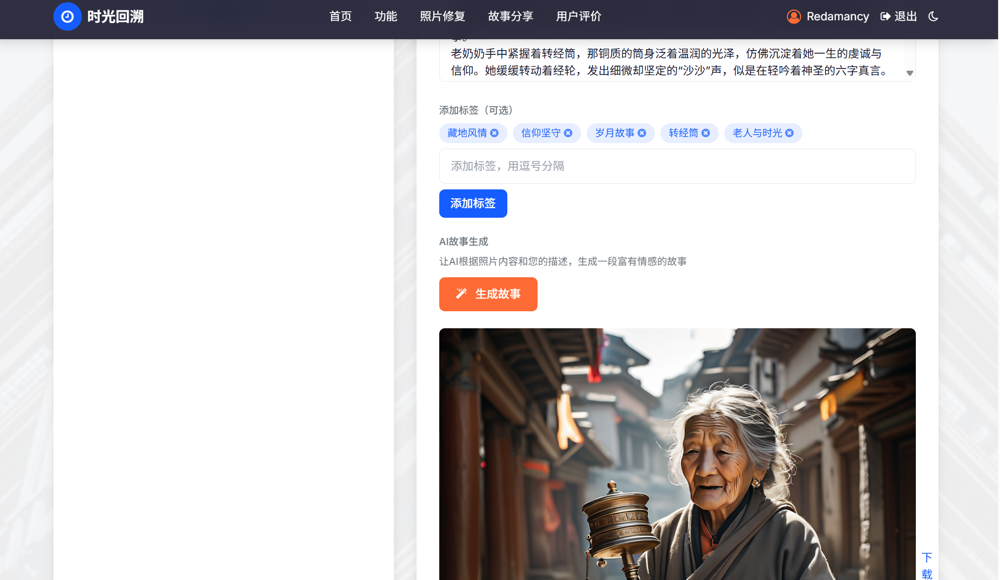 时光回溯
首页
功能
照片修复
故事分享
用户评价
Redamancy
退出
老奶奶手中紧握着转经筒，那铜质的筒身泛着温润的光泽，仿佛沉淀着她一生的虔诚与
信仰。她缓缓转动着经轮，发出细微却坚定的“沙沙”声，似是在轻吟着神圣的六字真言。
添加标签（可选）
藏地风情
信仰坚守
岁月故事
转经筒
老人与时光
添加标签，用逗号分隔
添加标签
AI故事生成
让AI根据照片内容和您的描述，生成一段富有情感的故事
生成故事
下
载